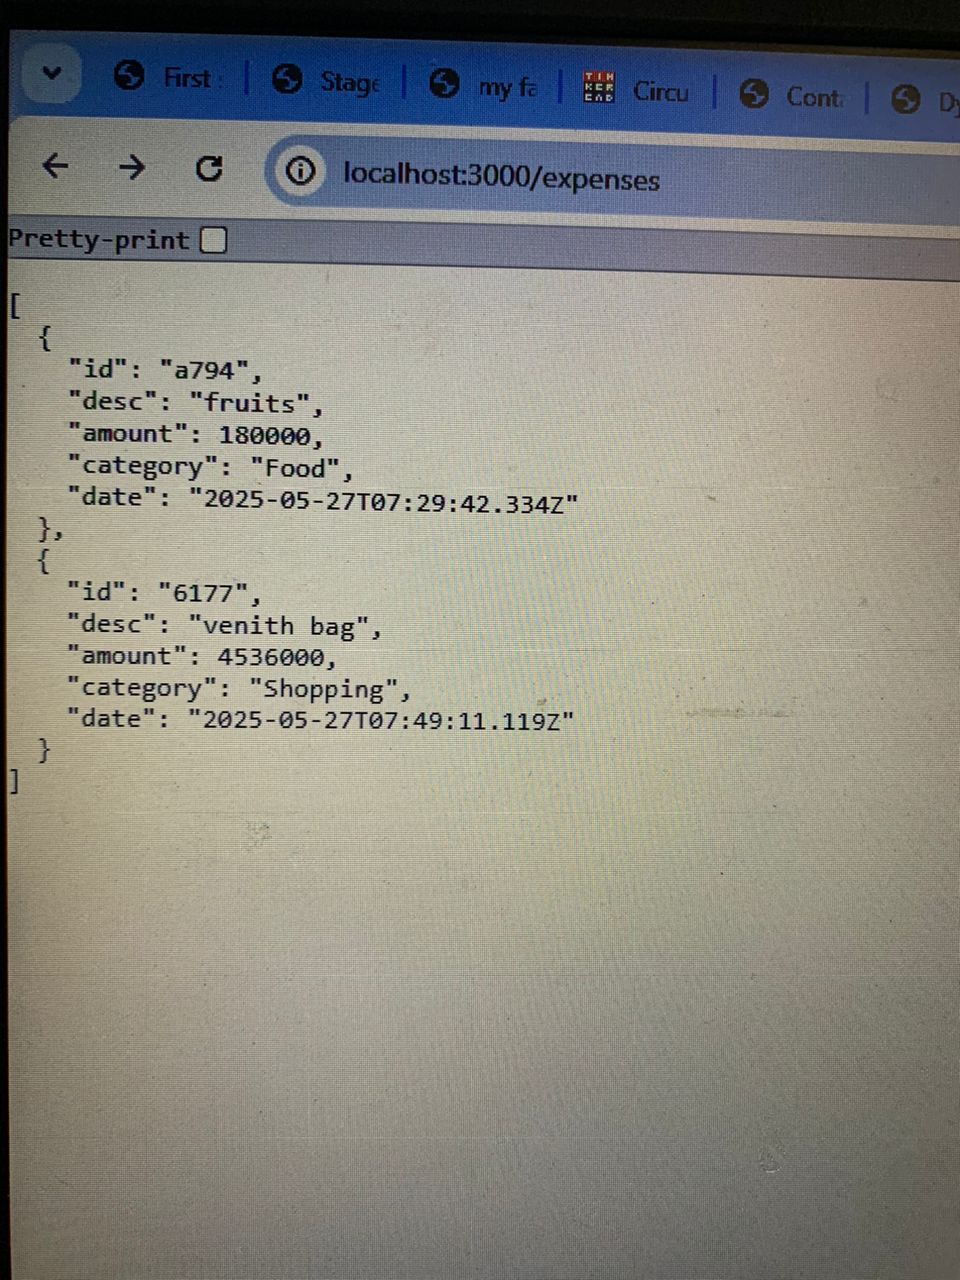 First
Stage
my fa
TIN
KER
CAD
Circu
Cont
Dy
localhost:3000/expenses
Pretty-print
[
{
"id": "a794",
"desc": "fruits",
"amount": 180000,
"category": "Food",
"date": "2025-05-27T07:29:42.334Z"
},
{
"id": "6177",
"desc": "venith bag",
"amount": 4536000,
"category": "Shopping",
"date": "2025-05-27T07:49:11.119Z"
}
]